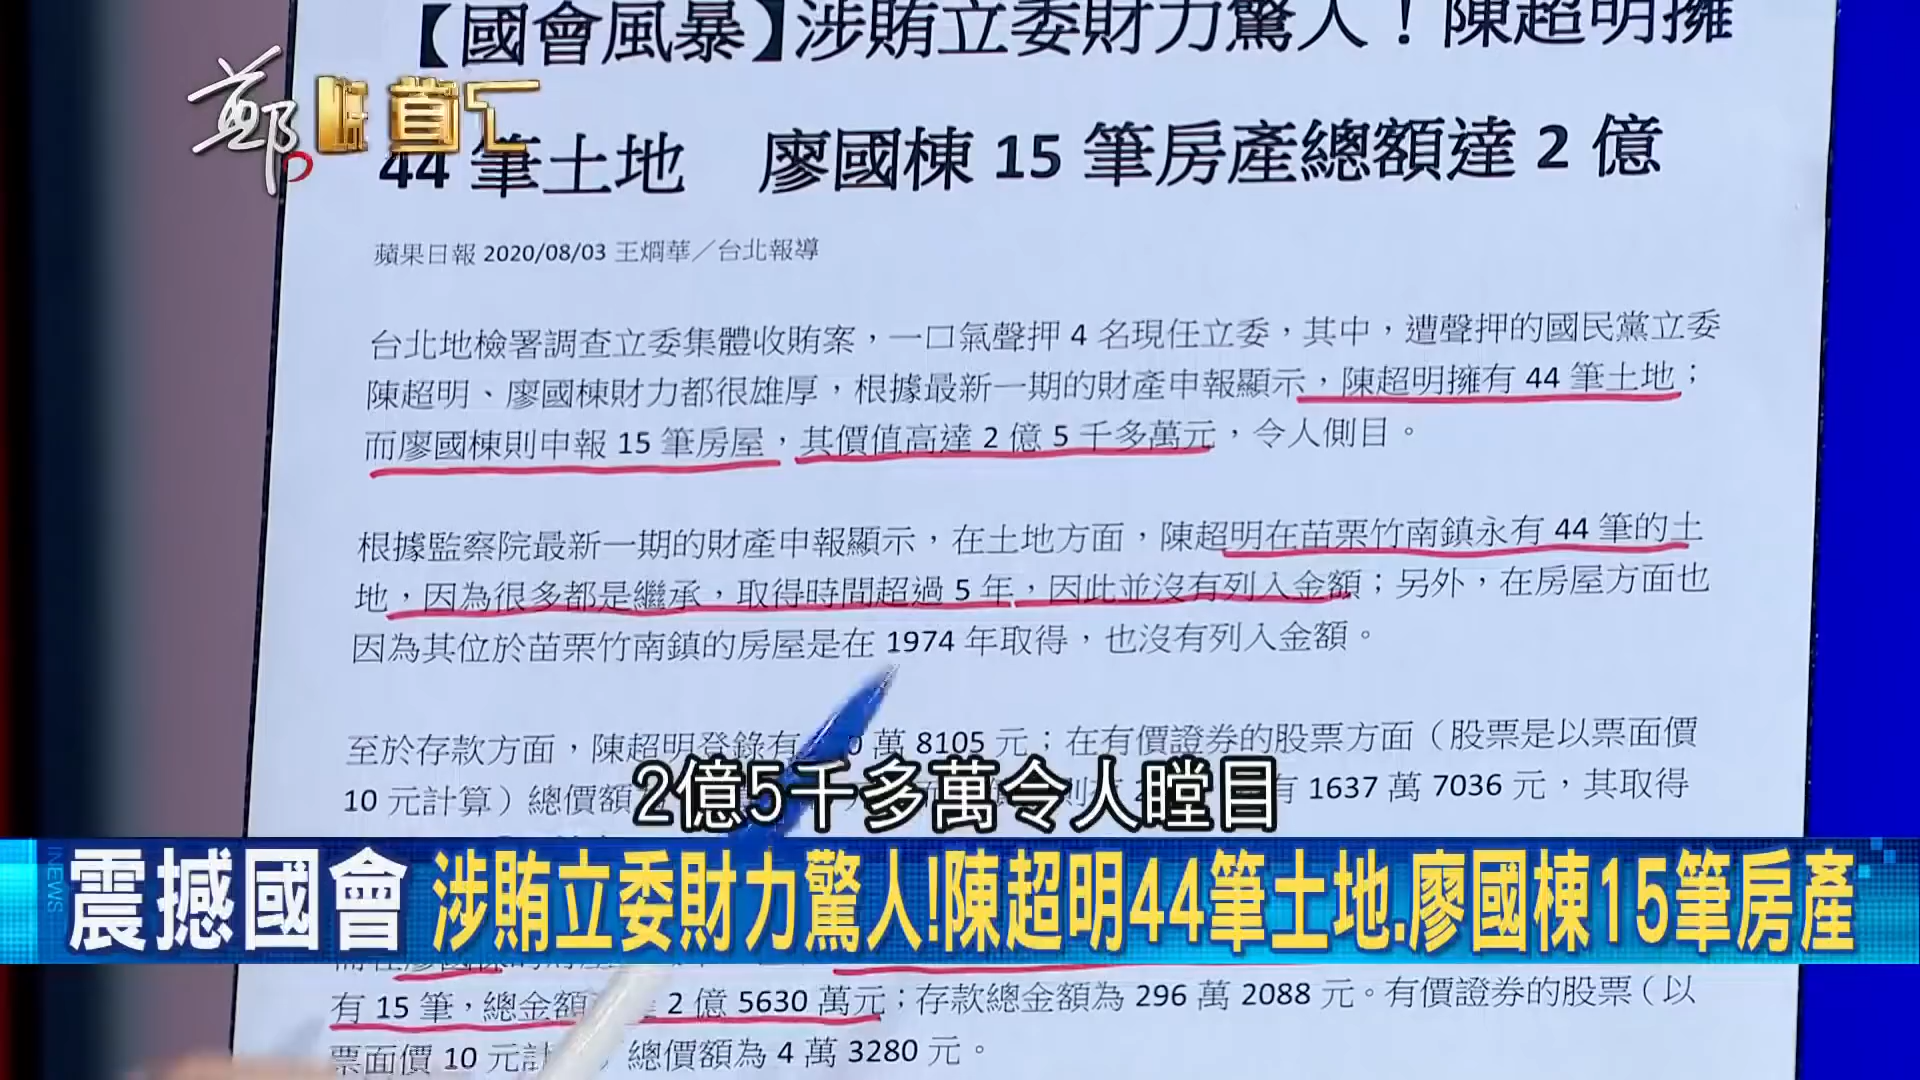 【國會風暴】涉賄立委財力驚人！陳超明擁
鄭 首
44 筆土地 廖國棟 15 筆房產總額達 2 億
蘋果日報 2020/08/03 王烱華／台北報導
台北地檢署調查立委集體收賄案，一口氣聲押 4 名現任立委，其中，遭聲押的國民黨立委
陳超明、廖國棟財力都很雄厚，根據最新一期的財產申報顯示，陳超明擁有 44 筆土地；
而廖國棟則申報 15 筆房屋，其價值高達 2 億 5 千多萬元，令人側目。
根據監察院最新一期的財產申報顯示，在土地方面，陳超明在苗栗竹南鎮永有 44 筆的土
地，因為很多都是繼承，取得時間超過 5 年，因此並沒有列入金額；另外，在房屋方面也
因為其位於苗栗竹南鎮的房屋是在 1974 年取得，也沒有列入金額。
至於存款方面，陳超明登錄有 0 萬 8105 元；在有價證券的股票方面（股票是以票面價
10 元計算）總價額 有 1637 萬 7036 元，其取得
2億5千多萬令人瞠目
NEWS
震撼國會 涉賄立委財力驚人!陳超明44筆土地.廖國棟15筆房產
有 15 筆，總金額 2 億 5630 萬元；存款總金額為 296 萬 2088 元。有價證券的股票（以
票面價 10 元計 總價額為 4 萬 3280 元。